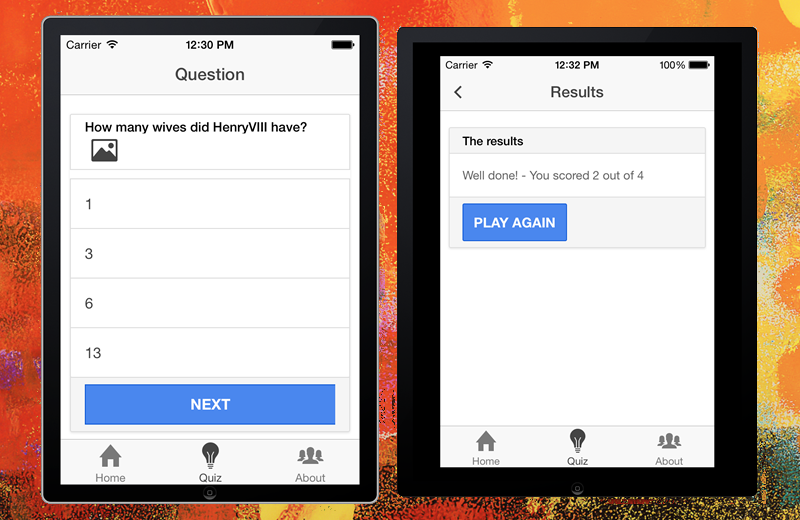 Carrier 12:30 PM
Question
How many wives did HenryVIII have?
1
3
6
13
NEXT
Home Quiz About
Carrier 12:32 PM 100%
Results
The results
Well done! - You scored 2 out of 4
PLAY AGAIN
Home Quiz About